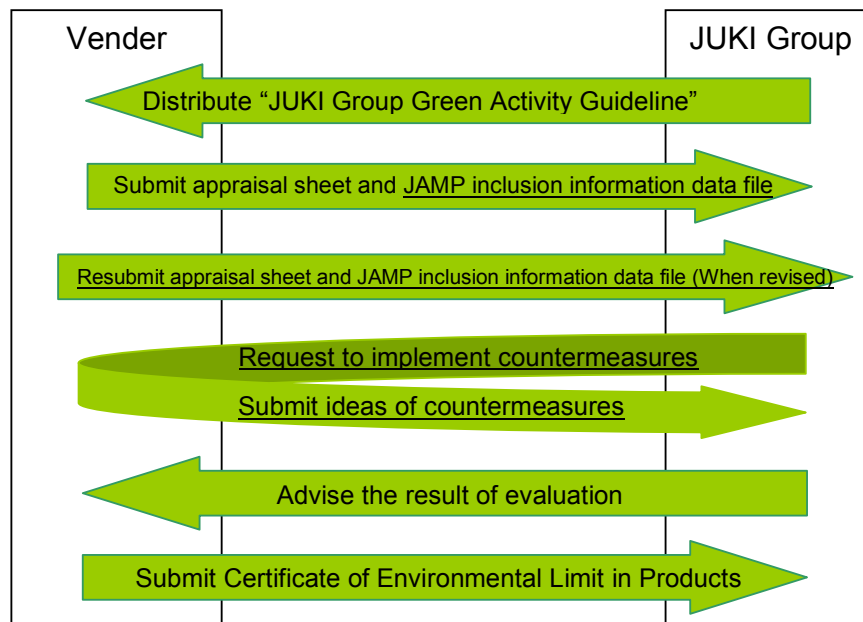 Vender
JUKI Group
Distribute “JUKI Group Green Activity Guideline”
Submit appraisal sheet and JAMP inclusion information data file
Resubmit appraisal sheet and JAMP inclusion information data file (When revised)
Request to implement countermeasures
Submit ideas of countermeasures
Advise the result of evaluation
Submit Certificate of Environmental Limit in Products